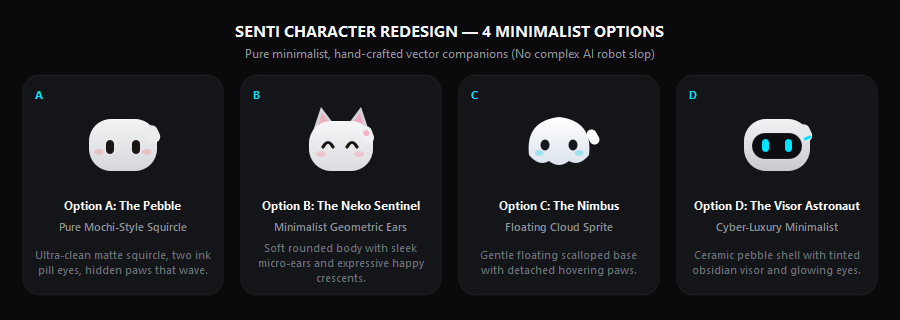 SENTI CHARACTER REDESIGN — 4 MINIMALIST OPTIONS
Pure minimalist, hand-crafted vector companions (No complex AI robot slop)
A
Option A: The Pebble
Pure Mochi-Style Squircle
Ultra-clean matte squircle, two ink
pill eyes, hidden paws that wave.
B
Option B: The Neko Sentinel
Minimalist Geometric Ears
Soft rounded body with sleek
micro-ears and expressive happy
crescents.
C
Option C: The Nimbus
Floating Cloud Sprite
Gentle floating scalloped base
with detached hovering paws.
D
Option D: The Visor Astronaut
Cyber-Luxury Minimalist
Ceramic pebble shell with tinted
obsidian visor and glowing eyes.